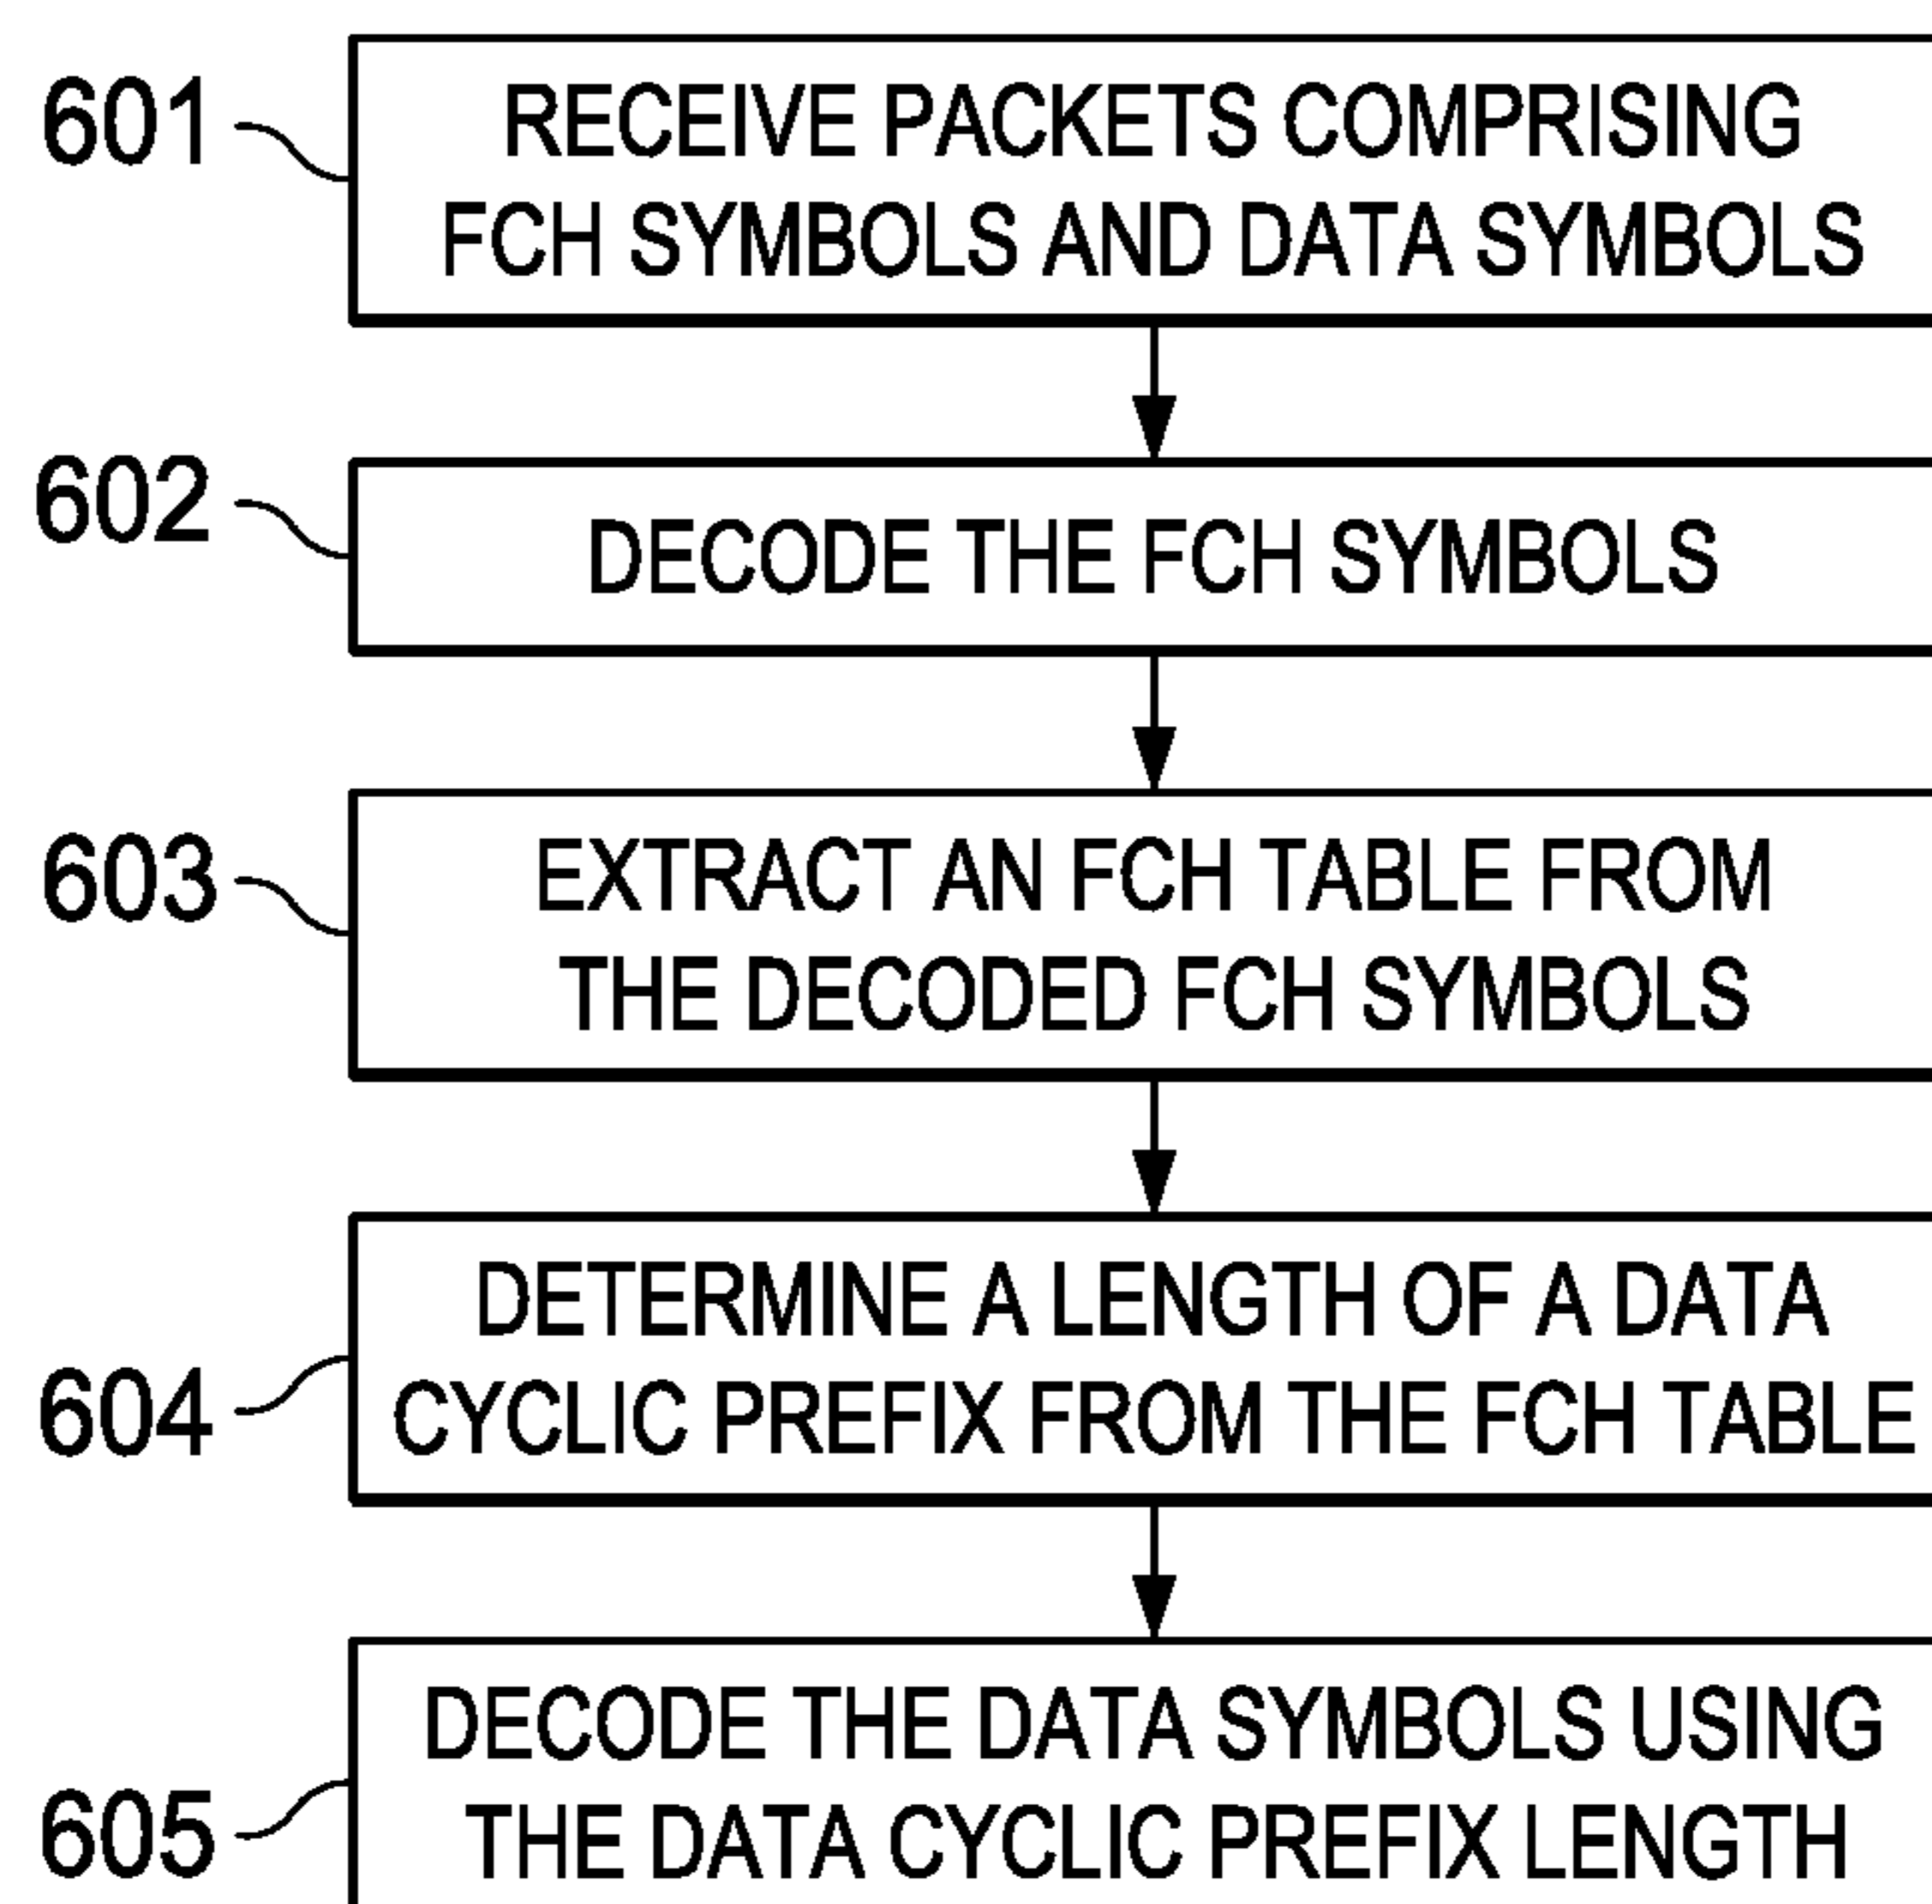 601
RECEIVE PACKETS COMPRISING
FCH SYMBOLS AND DATA SYMBOLS
602
DECODE THE FCH SYMBOLS
603
EXTRACT AN FCH TABLE FROM
THE DECODED FCH SYMBOLS
604
DETERMINE A LENGTH OF A DATA
CYCLIC PREFIX FROM THE FCH TABLE
605
DECODE THE DATA SYMBOLS USING
THE DATA CYCLIC PREFIX LENGTH